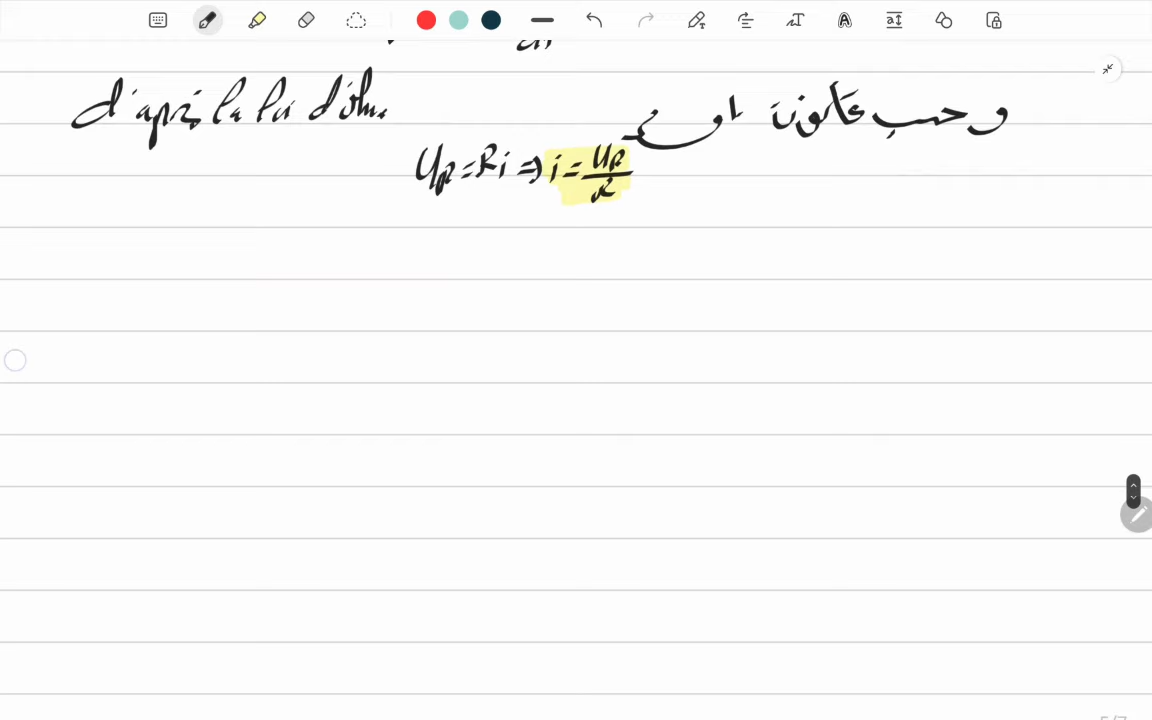 d'après la loi d'ohm وحسب قانون اوم
U_R = Ri ⇒ i = U_R/R